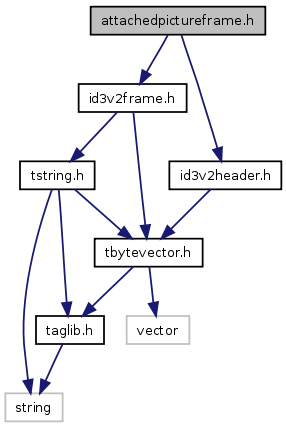 attachedpictureframe.h
id3v2frame.h
tstring.h
id3v2header.h
tbytevector.h
taglib.h
vector
string